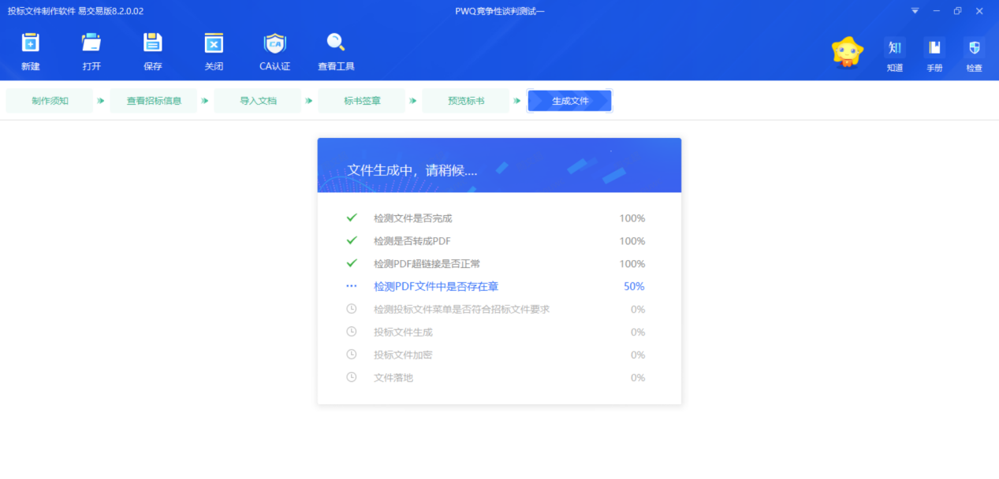 投标文件制作软件 易交易版8.2.0.02
PWQ竞争性谈判测试一
新建
打开
保存
关闭
CA
CA认证
查看工具
知
知道
手册
检查
制作须知
查看招标信息
导入文档
标书签章
预览标书
生成文件
文件生成中，请稍候....
检测文件是否完成 100%
检测是否转成PDF 100%
检测PDF超链接是否正常 100%
检测PDF文件中是否存在章 50%
检测投标文件菜单是否符合招标文件要求 0%
投标文件生成 0%
投标文件加密 0%
文件落地 0%